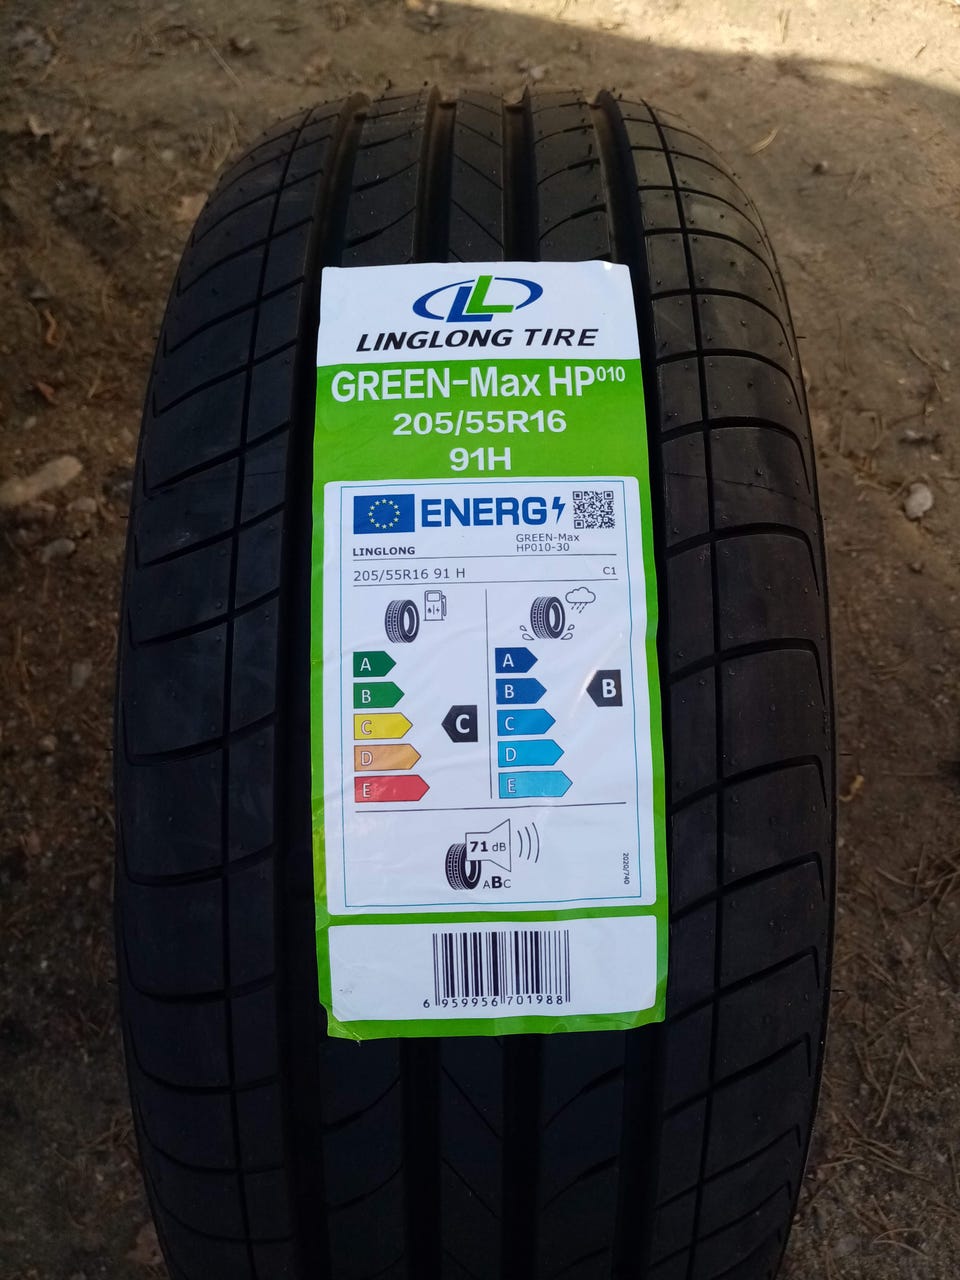 LINGLONG TIRE
GREEN-Max HP010
205/55R16
91H
ENERG
LINGLONG
GREEN-Max
HP010-30
205/55R16 91 H
C1
A
B
C
D
E
C
A
B
C
D
E
B
71 dB
ABC
2020/740
6 959956 701988